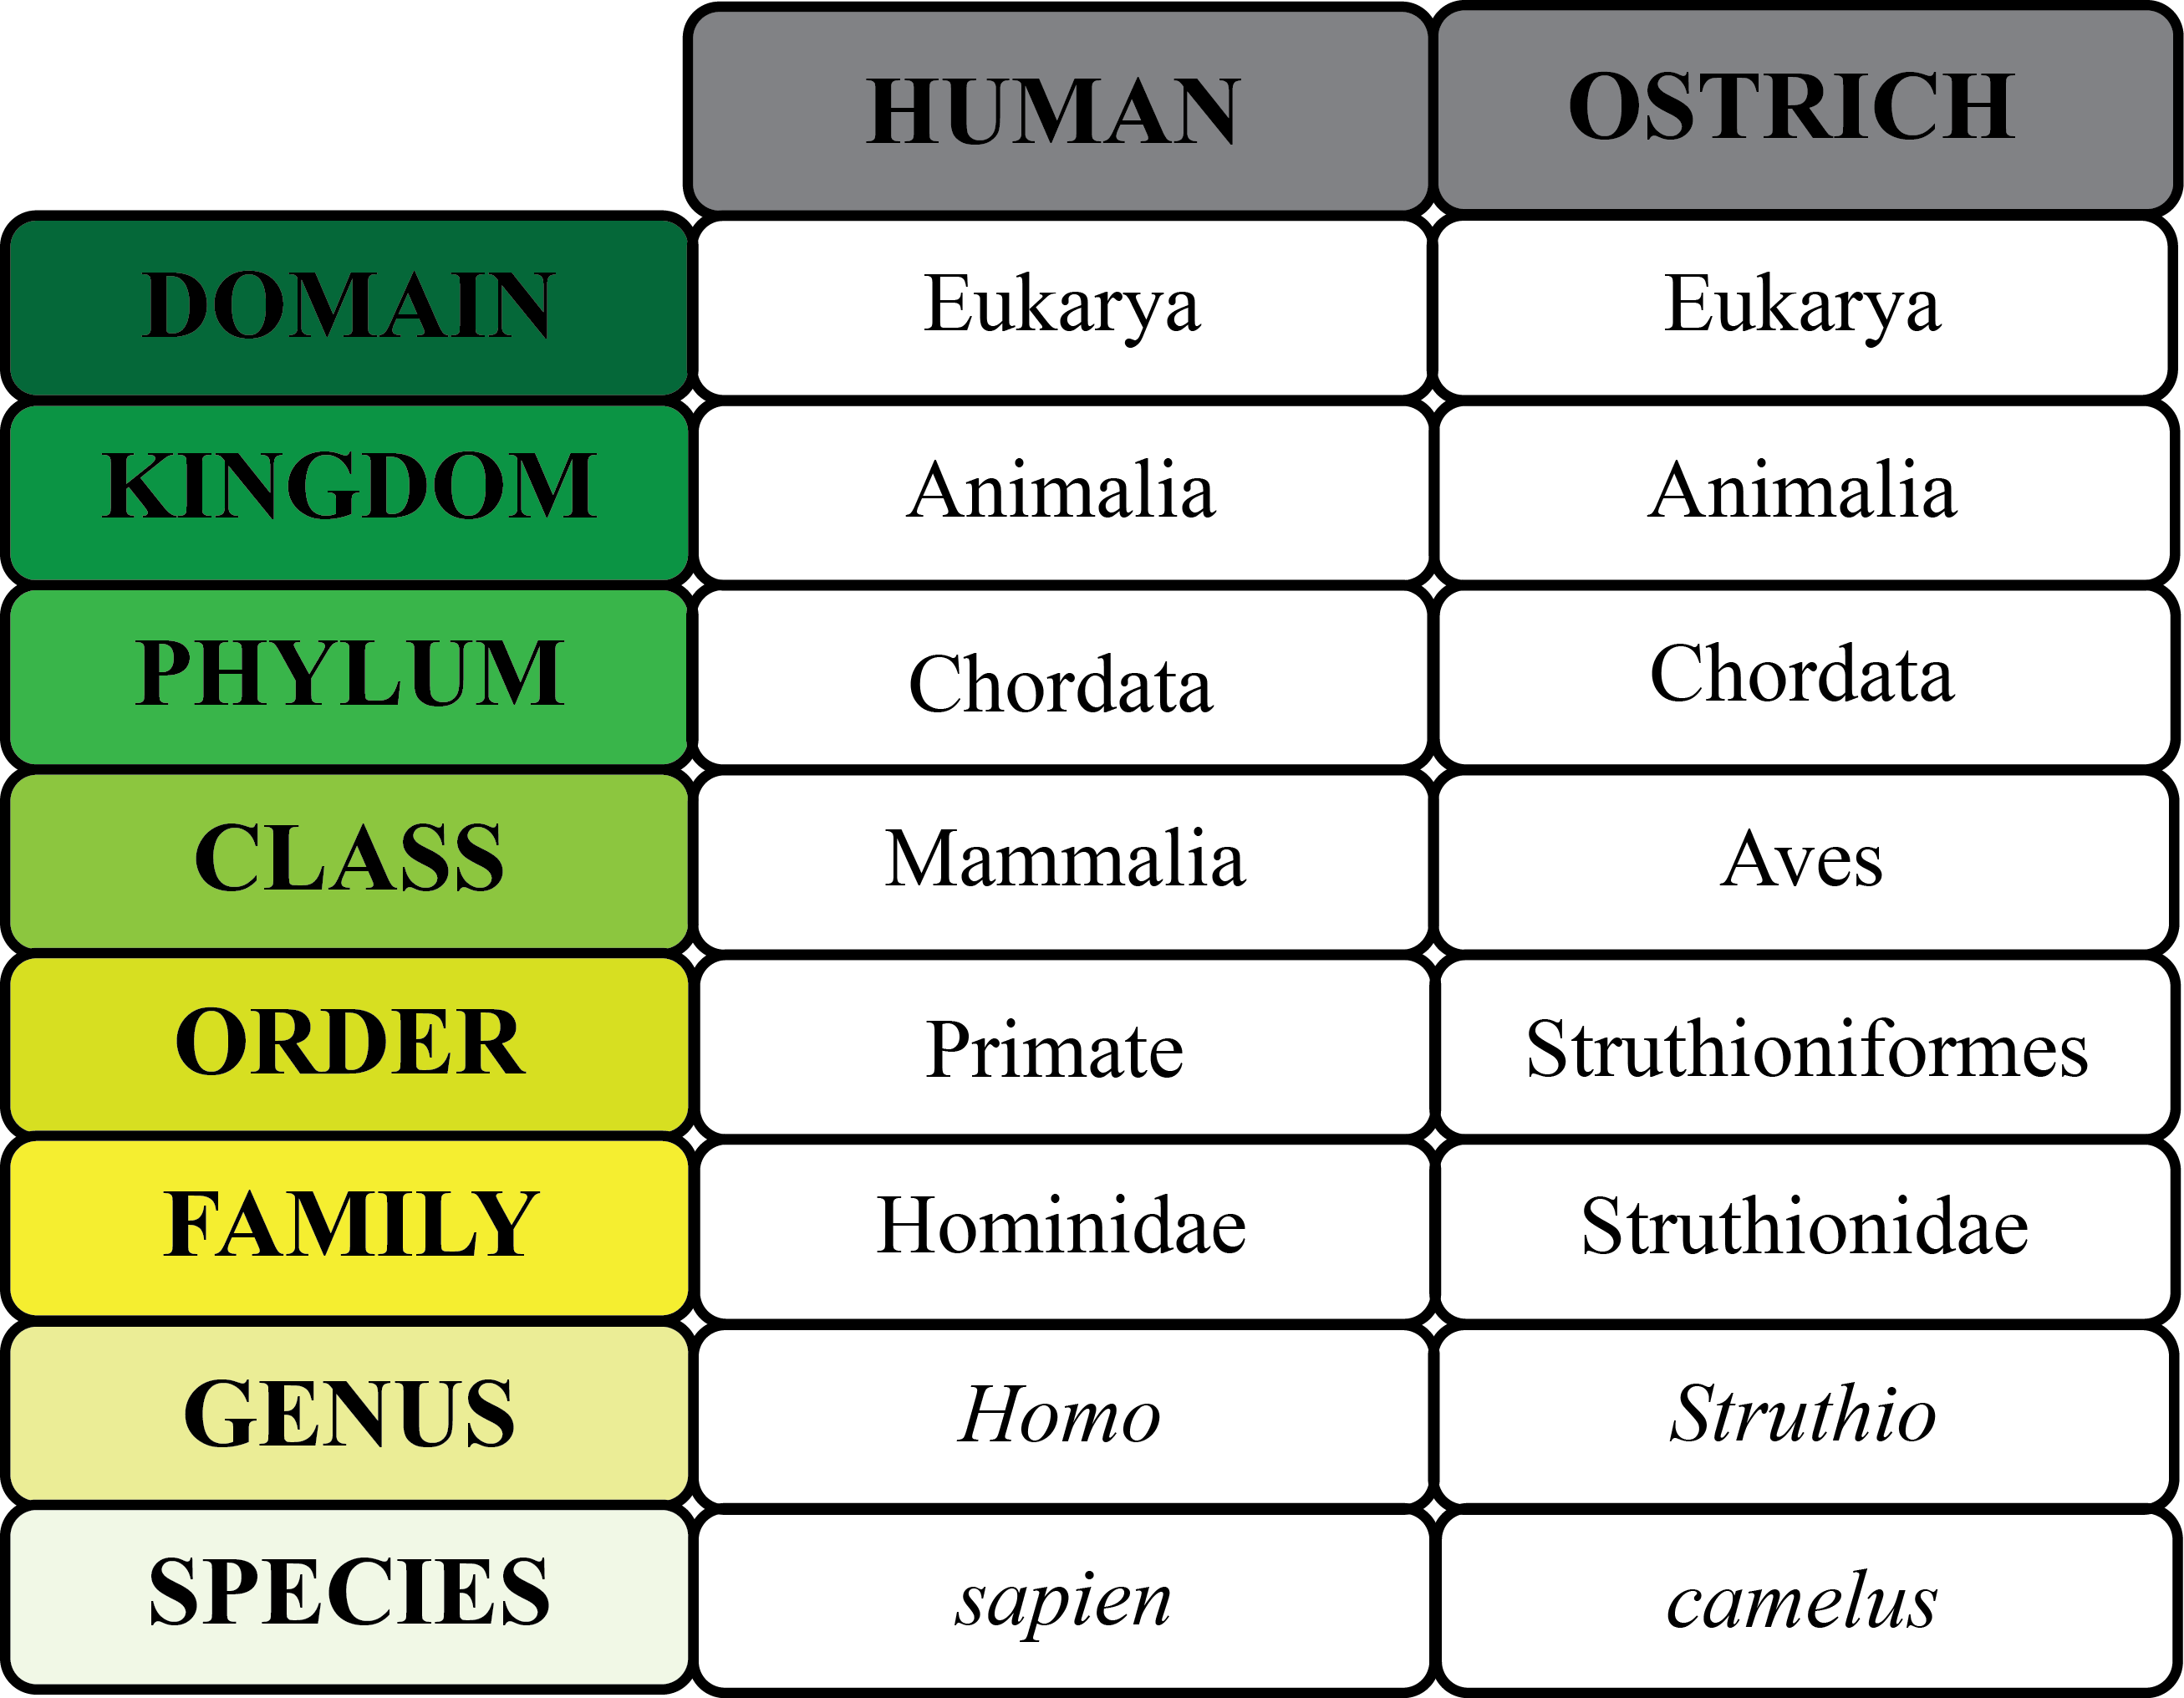 HUMAN OSTRICH
DOMAIN Eukarya Eukarya
KINGDOM Animalia Animalia
PHYLUM Chordata Chordata
CLASS Mammalia Aves
ORDER Primate Struthioniformes
FAMILY Hominidae Struthionidae
GENUS Homo Struthio
SPECIES sapien camelus